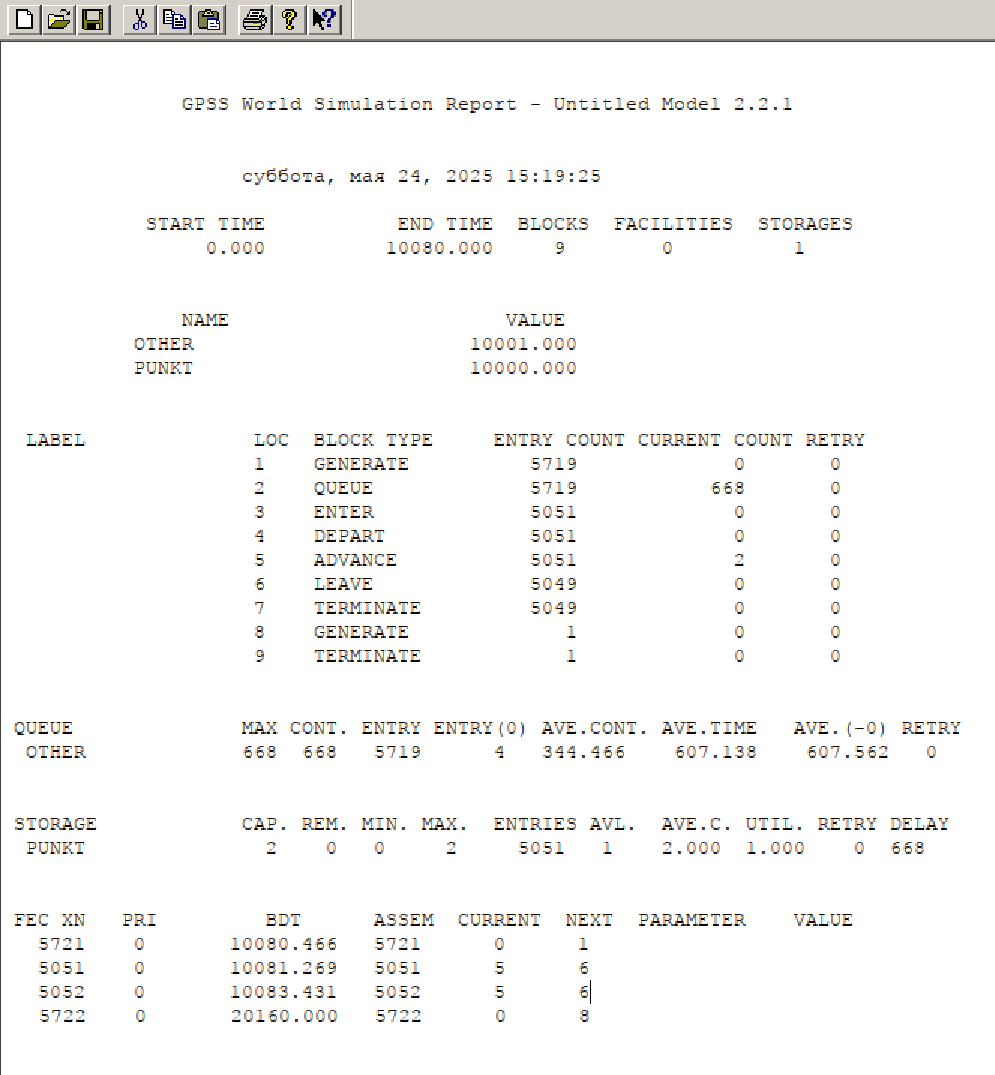 GPSS World Simulation Report - Untitled Model 2.2.1
суббота, мая 24, 2025 15:19:25
START TIME END TIME BLOCKS FACILITIES STORAGES
0.000 10080.000 9 0 1
NAME VALUE
OTHER 10001.000
PUNKT 10000.000
LABEL LOC BLOCK TYPE ENTRY COUNT CURRENT COUNT RETRY
1 GENERATE 5719 0 0
2 QUEUE 5719 668 0
3 ENTER 5051 0 0
4 DEPART 5051 0 0
5 ADVANCE 5051 2 0
6 LEAVE 5049 0 0
7 TERMINATE 5049 0 0
8 GENERATE 1 0 0
9 TERMINATE 1 0 0
QUEUE MAX CONT. ENTRY ENTRY(0) AVE.CONT. AVE.TIME AVE.(-0) RETRY
OTHER 668 668 5719 4 344.466 607.138 607.562 0
STORAGE CAP. REM. MIN. MAX. ENTRIES AVL. AVE.C. UTIL. RETRY DELAY
PUNKT 2 0 0 2 5051 1 2.000 1.000 0 668
FEC XN PRI BDT ASSEM CURRENT NEXT PARAMETER VALUE
5721 0 10080.466 5721 0 1
5051 0 10081.269 5051 5 6
5052 0 10083.431 5052 5 6
5722 0 20160.000 5722 0 8